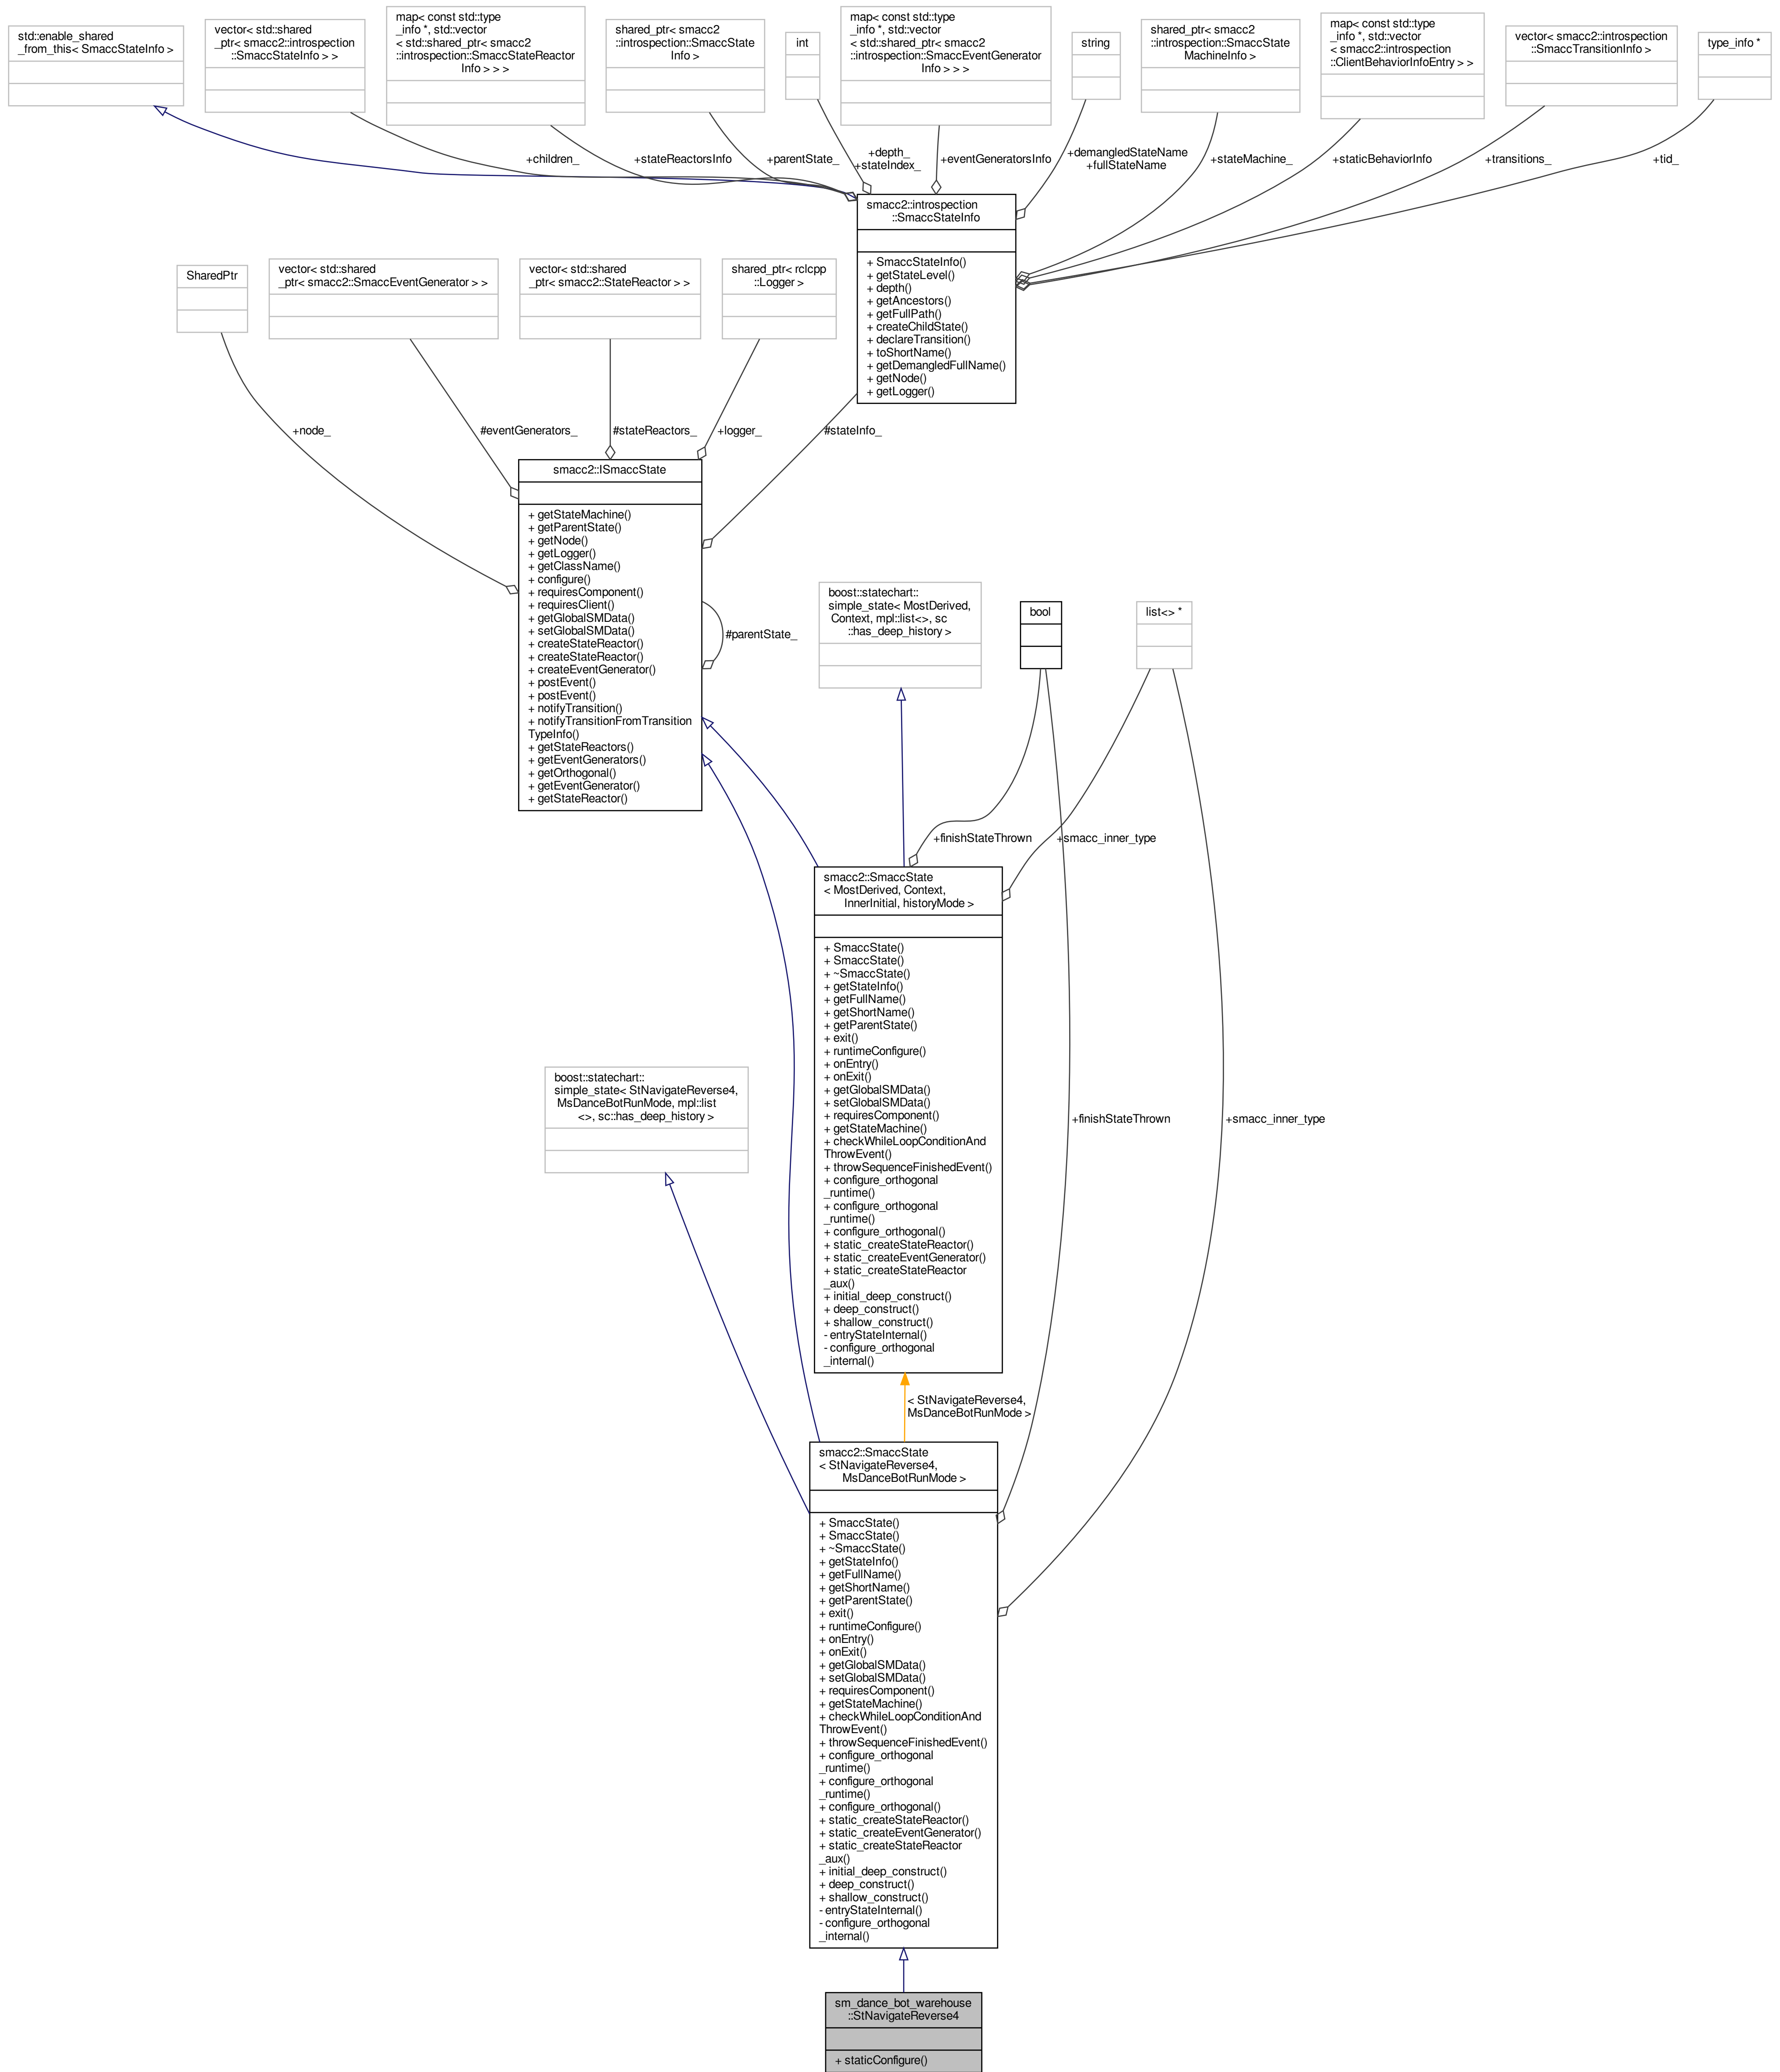 std::enable_shared
_from_this< SmaccStateInfo >
vector< std::shared
_ptr< smacc2::introspection
::SmaccStateInfo > >
map< const std::type
_info *, std::vector
< std::shared_ptr< smacc2
::introspection::SmaccStateReactor
Info > > >
shared_ptr< smacc2
::introspection::SmaccState
Info >
int
map< const std::type
_info *, std::vector
< std::shared_ptr< smacc2
::introspection::SmaccEventGenerator
Info > > >
string
shared_ptr< smacc2
::introspection::SmaccState
MachineInfo >
map< const std::type
_info *, std::vector
< smacc2::introspection
::ClientBehaviorInfoEntry > >
vector< smacc2::introspection
::SmaccTransitionInfo >
type_info *
+children_
+stateReactorsInfo
+parentState_
+depth_
+stateIndex_
+eventGeneratorsInfo
+demangledStateName
+fullStateName
+stateMachine_
+staticBehaviorInfo
+transitions_
+tid_
smacc2::introspection
::SmaccStateInfo
+ SmaccStateInfo()
+ getStateLevel()
+ depth()
+ getAncestors()
+ getFullPath()
+ createChildState()
+ declareTransition()
+ toShortName()
+ getDemangledFullName()
+ getNode()
+ getLogger()
SharedPtr
vector< std::shared
_ptr< smacc2::SmaccEventGenerator > >
vector< std::shared
_ptr< smacc2::StateReactor > >
shared_ptr< rclcpp
::Logger >
+node_
#eventGenerators_
#stateReactors_
+logger_
#stateInfo_
smacc2::ISmaccState
+ getStateMachine()
+ getParentState()
+ getNode()
+ getLogger()
+ getClassName()
+ configure()
+ requiresComponent()
+ requiresClient()
+ getGlobalSMData()
+ setGlobalSMData()
+ createStateReactor()
+ createStateReactor()
+ createEventGenerator()
+ postEvent()
+ postEvent()
+ notifyTransition()
+ notifyTransitionFromTransition
TypeInfo()
+ getStateReactors()
+ getEventGenerators()
+ getOrthogonal()
+ getEventGenerator()
+ getStateReactor()
#parentState_
boost::statechart::
simple_state< MostDerived,
Context, mpl::list<>, sc
::has_deep_history >
bool
list<> *
+finishStateThrown
+smacc_inner_type
smacc2::SmaccState
< MostDerived, Context,
InnerInitial, historyMode >
+ SmaccState()
+ SmaccState()
+ ~SmaccState()
+ getStateInfo()
+ getFullName()
+ getShortName()
+ getParentState()
+ exit()
+ runtimeConfigure()
+ onEntry()
+ onExit()
+ getGlobalSMData()
+ setGlobalSMData()
+ requiresComponent()
+ getStateMachine()
+ checkWhileLoopConditionAnd
ThrowEvent()
+ throwSequenceFinishedEvent()
+ configure_orthogonal
_runtime()
+ configure_orthogonal
_runtime()
+ configure_orthogonal()
+ static_createStateReactor()
+ static_createEventGenerator()
+ static_createStateReactor
_aux()
+ initial_deep_construct()
+ deep_construct()
+ shallow_construct()
- entryStateInternal()
- configure_orthogonal
_internal()
boost::statechart::
simple_state< StNavigateReverse4,
MsDanceBotRunMode, mpl::list
<>, sc::has_deep_history >
+finishStateThrown
+smacc_inner_type
< StNavigateReverse4,
MsDanceBotRunMode >
smacc2::SmaccState
< StNavigateReverse4,
MsDanceBotRunMode >
+ SmaccState()
+ SmaccState()
+ ~SmaccState()
+ getStateInfo()
+ getFullName()
+ getShortName()
+ getParentState()
+ exit()
+ runtimeConfigure()
+ onEntry()
+ onExit()
+ getGlobalSMData()
+ setGlobalSMData()
+ requiresComponent()
+ getStateMachine()
+ checkWhileLoopConditionAnd
ThrowEvent()
+ throwSequenceFinishedEvent()
+ configure_orthogonal
_runtime()
+ configure_orthogonal
_runtime()
+ configure_orthogonal()
+ static_createStateReactor()
+ static_createEventGenerator()
+ static_createStateReactor
_aux()
+ initial_deep_construct()
+ deep_construct()
+ shallow_construct()
- entryStateInternal()
- configure_orthogonal
_internal()
sm_dance_bot_warehouse
::StNavigateReverse4
+ staticConfigure()